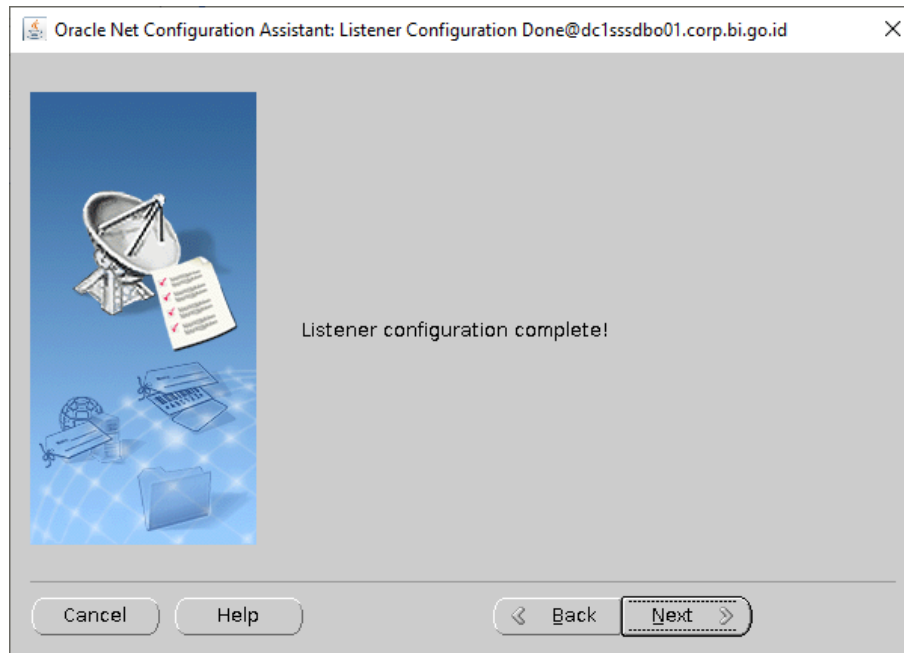 Oracle Net Configuration Assistant: Listener Configuration Done@dc1sssdbo01.corp.bi.go.id
Listener configuration complete!
Cancel Help Back Next